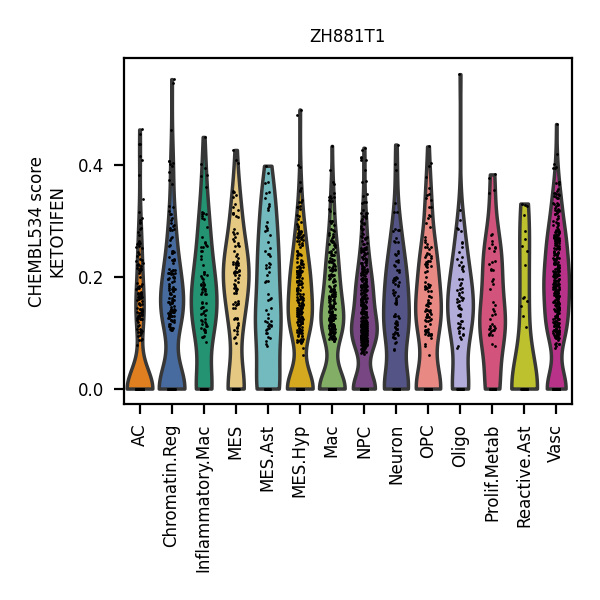 ZH881T1
CHEMBL534 score
KETOTIFEN
0.4
0.2
0.0
AC
Chromatin.Reg
Inflammatory.Mac
MES
MES.Ast
MES.Hyp
Mac
NPC
Neuron
OPC
Oligo
Prolif.Metab
Reactive.Ast
Vasc